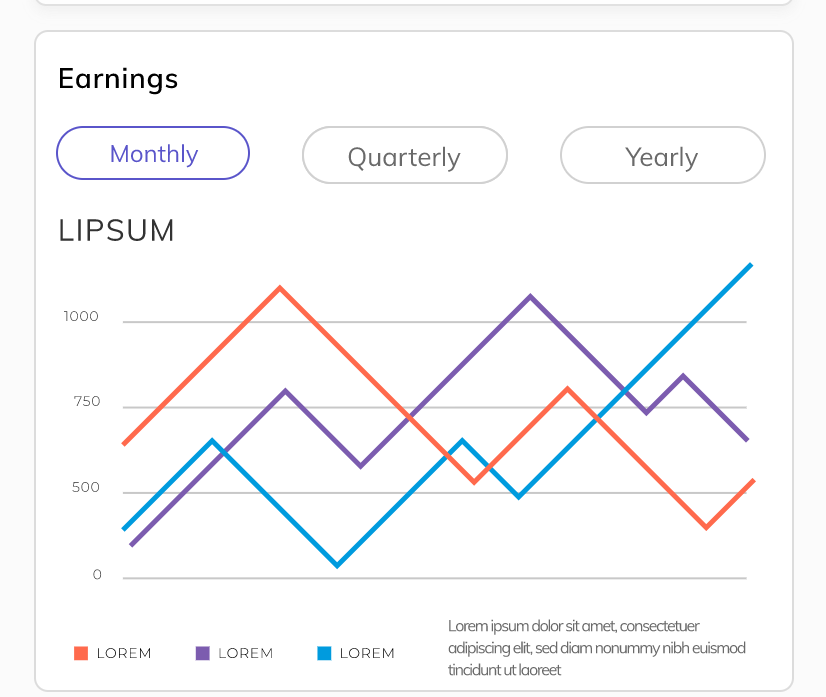 Earnings
Monthly Quarterly Yearly
LIPSUM
1000
750
500
0
LOREM LOREM LOREM
Lorem ipsum dolor sit amet, consectetuer
adipiscing elit, sed diam nonummy nibh euismod
tincidunt ut laoreet